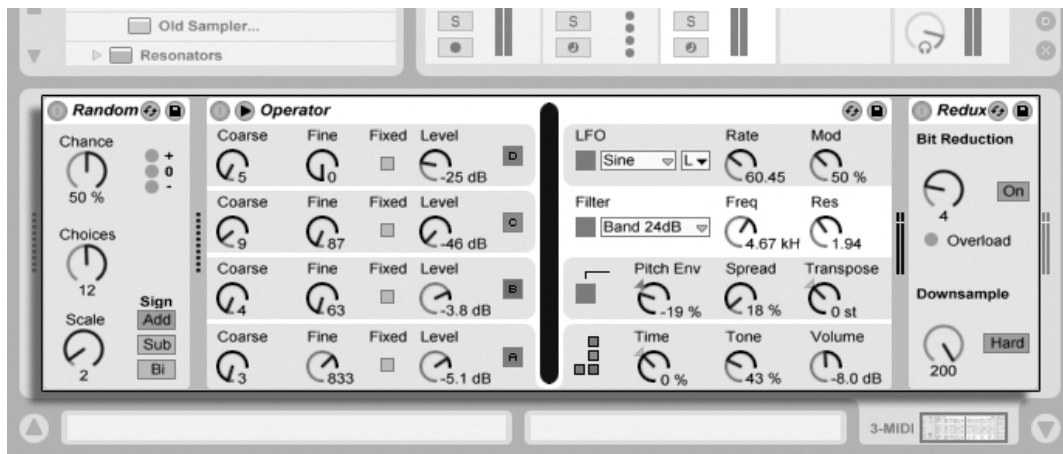 Old Sampler...
Resonators
S
S
S
D
Random
Chance
50 %
+
0
-
Choices
12
Scale
2
Sign
Add
Sub
Bi
Operator
Coarse Fine Fixed Level
5 0 -25 dB D
Coarse Fine Fixed Level
9 87 -46 dB C
Coarse Fine Fixed Level
4 63 -3.8 dB B
Coarse Fine Fixed Level
3 833 -5.1 dB A
LFO Rate Mod
Sine L 60.45 50 %
Filter Freq Res
Band 24dB 4.67 kH 1.94
Pitch Env Spread Transpose
-19 % 18 % 0 st
Time Tone Volume
0 % 43 % -8.0 dB
Redux
Bit Reduction
4
On
Overload
Downsample
200
Hard
3-MIDI